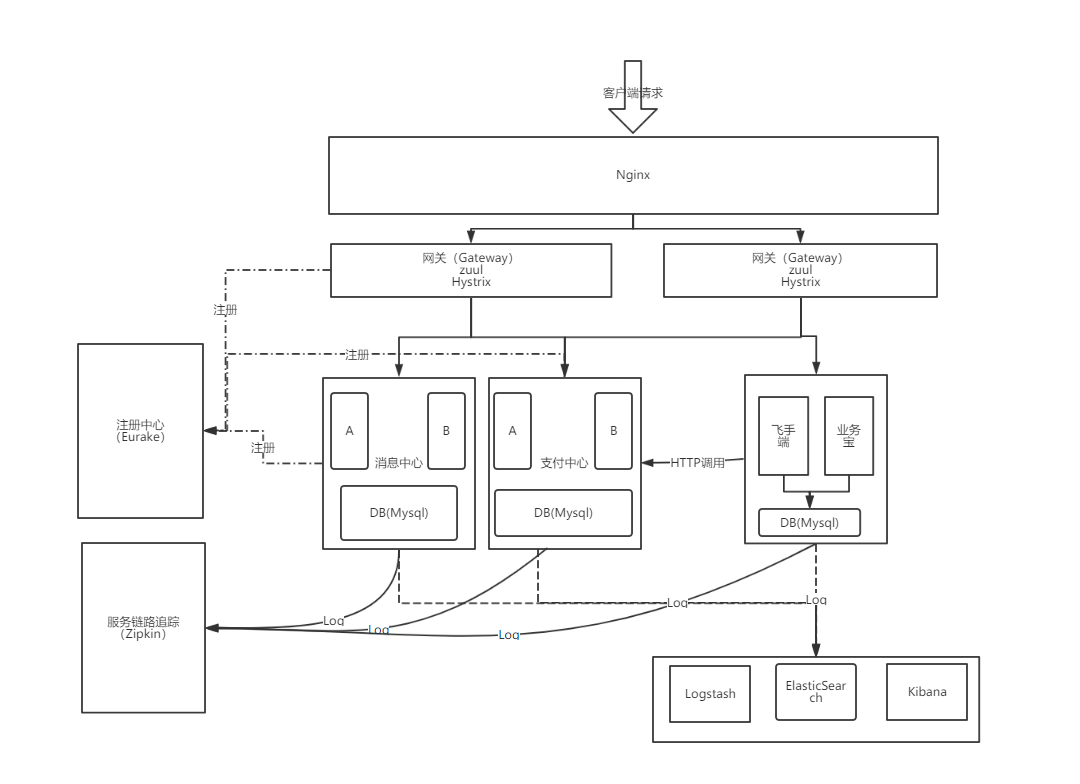 客户端请求
Nginx
网关（Gateway）
zuul
Hystrix
网关（Gateway）
zuul
Hystrix
注册
注册
注册
注册中心
（Eurake）
A
B
消息中心
DB(Mysql)
A
B
支付中心
DB(Mysql)
HTTP调用
飞手
端
业务
宝
DB(Mysql)
服务链路追踪
（Zipkin）
Log
Log
Log
Log
Log
Logstash
ElasticSear
ch
Kibana